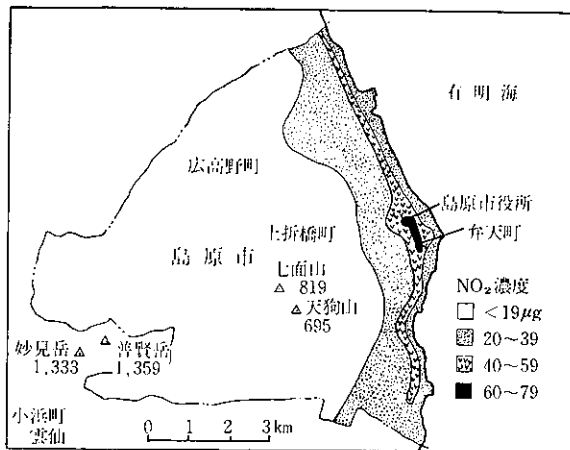 有明海
広高野町
島原市役所
上折橋町
弁天町
島原市
七面山
819
天狗山
695
妙見岳
1,333
普賢岳
1,359
小浜町
雲仙
0 1 2 3km
NO₂濃度
<19μg
20〜39
40〜59
60〜79